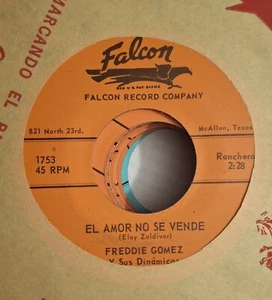 MARCANDO EL
Falcon
FALCON RECORD COMPANY
821 North 23rd.
McAllen, Texas
1753
45 RPM
Ranchera
2:28
EL AMOR NO SE VENDE
(Eloy Zaldivar)
FREDDIE GOMEZ
Y Sus Dinámicos